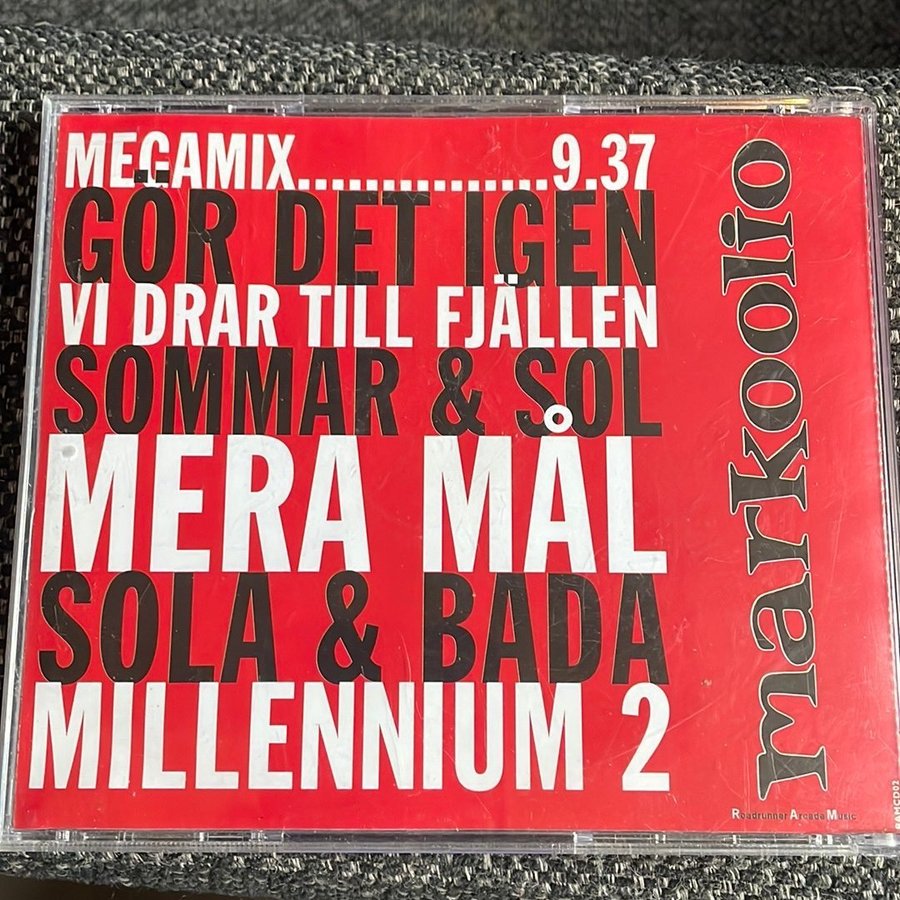 MEGAMIX...............9.37
GÖR DET IGEN
VI DRAR TILL FJÄLLEN
SOMMAR & SOL
MERA MÅL
SOLA & BADA
MILLENNIUM 2
markoolio
Roadrunner Arcade Music